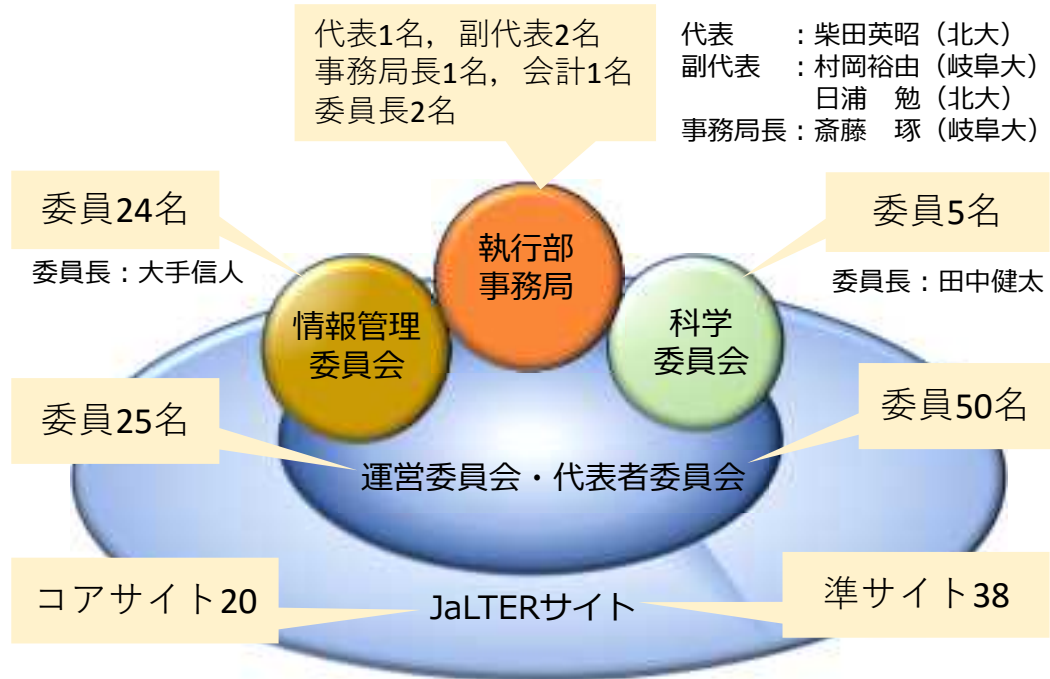 代表1名，副代表2名
事務局長1名，会計1名
委員長2名
代表　　：柴田英昭（北大）
副代表　：村岡裕由（岐阜大）
日浦　勉（北大）
事務局長：斎藤　琢（岐阜大）
委員24名
委員長：大手信人
執行部
事務局
委員5名
委員長：田中健太
情報管理
委員会
科学
委員会
委員25名
委員50名
運営委員会・代表者委員会
コアサイト20
JaLTERサイト
準サイト38